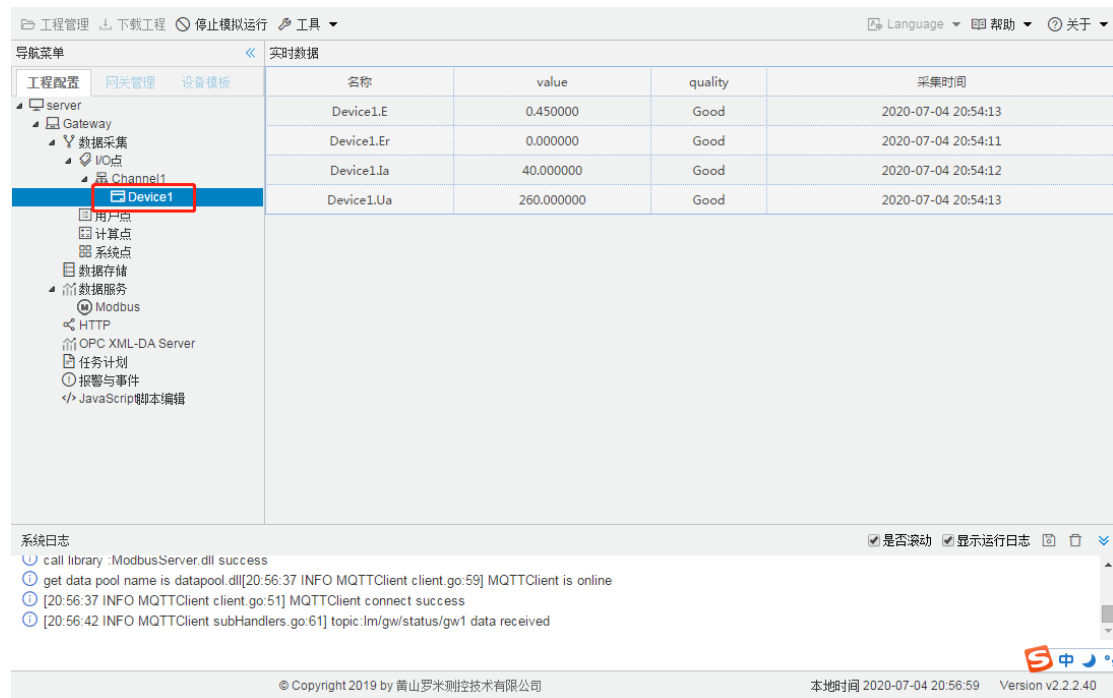 工程管理 下载工程 停止模拟运行 工具 Language 帮助 关于
导航菜单 实时数据
工程配置 网关管理 设备模板
名称 value quality 采集时间
Device1.E 0.450000 Good 2020-07-04 20:54:13
Device1.Er 0.000000 Good 2020-07-04 20:54:11
Device1.Ia 40.000000 Good 2020-07-04 20:54:12
Device1.Ua 260.000000 Good 2020-07-04 20:54:13
server
Gateway
数据采集
I/O点
Channel1
Device1
用户点
计算点
系统点
数据存储
数据服务
Modbus
HTTP
OPC XML-DA Server
任务计划
报警与事件
JavaScript脚本编辑
系统日志 是否滚动 显示运行日志
call library :ModbusServer.dll success
get data pool name is datapool.dll[20:56:37 INFO MQTTClient client.go:59] MQTTClient is online
[20:56:37 INFO MQTTClient client.go:51] MQTTClient connect success
[20:56:42 INFO MQTTClient subHandlers.go:61] topic:lm/gw/status/gw1 data received
中
© Copyright 2019 by 黄山罗米测控技术有限公司 本地时间 2020-07-04 20:56:59 Version v2.2.2.40